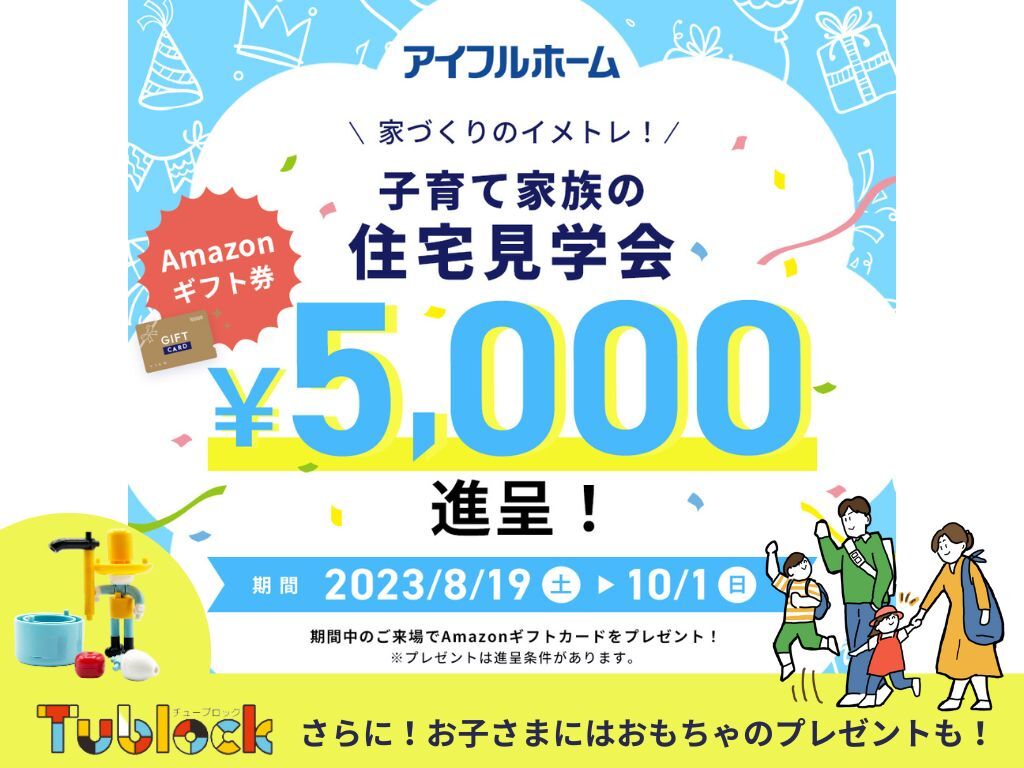 アイフルホーム
\ 家づくりのイメトレ！ /
子育て家族の
住宅見学会
Amazon
ギフト券
GIFT
CARD
¥5,000
進呈！
期間 2023/8/19 土 ▶ 10/1 日
期間中のご来場でAmazonギフトカードをプレゼント！
※プレゼントは進呈条件があります。
チューブロック
Tublock
さらに！お子さまにはおもちゃのプレゼントも！